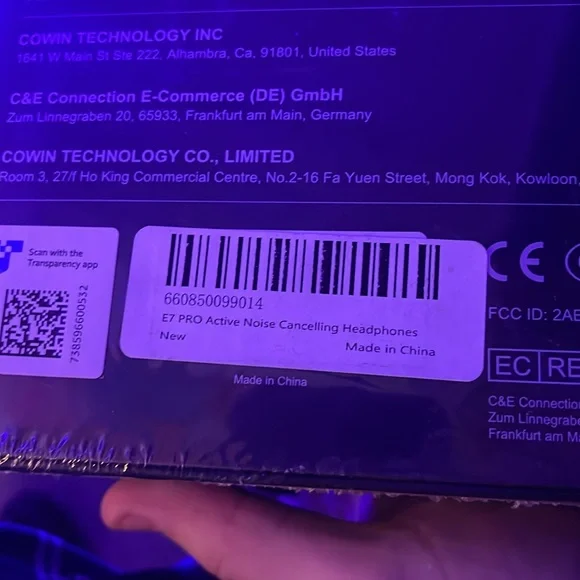 COWIN TECHNOLOGY INC
1641 W Main St Ste 222, Alhambra, Ca, 91801, United States
C&E Connection E-Commerce (DE) GmbH
Zum Linnegraben 20, 65933, Frankfurt am Main, Germany
COWIN TECHNOLOGY CO., LIMITED
Room 3, 27/f Ho King Commercial Centre, No.2-16 Fa Yuen Street, Mong Kok, Kowloon,
Scan with the
Transparency app
738596600532
660850099014
E7 PRO Active Noise Cancelling Headphones
New
Made in China
Made in China
CE
FCC ID: 2AE
EC RE
C&E Connectio
Zum Linnegrabe
Frankfurt am M